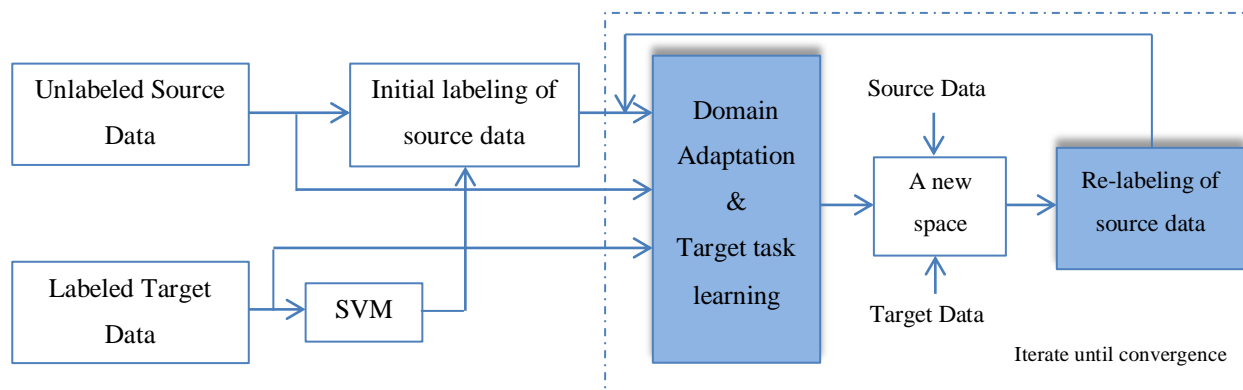 Unlabeled Source
Data
Initial labeling of
source data
Labeled Target
Data
SVM
Domain
Adaptation
&
Target task
learning
Source Data
A new
space
Target Data
Re-labeling of
source data
Iterate until convergence